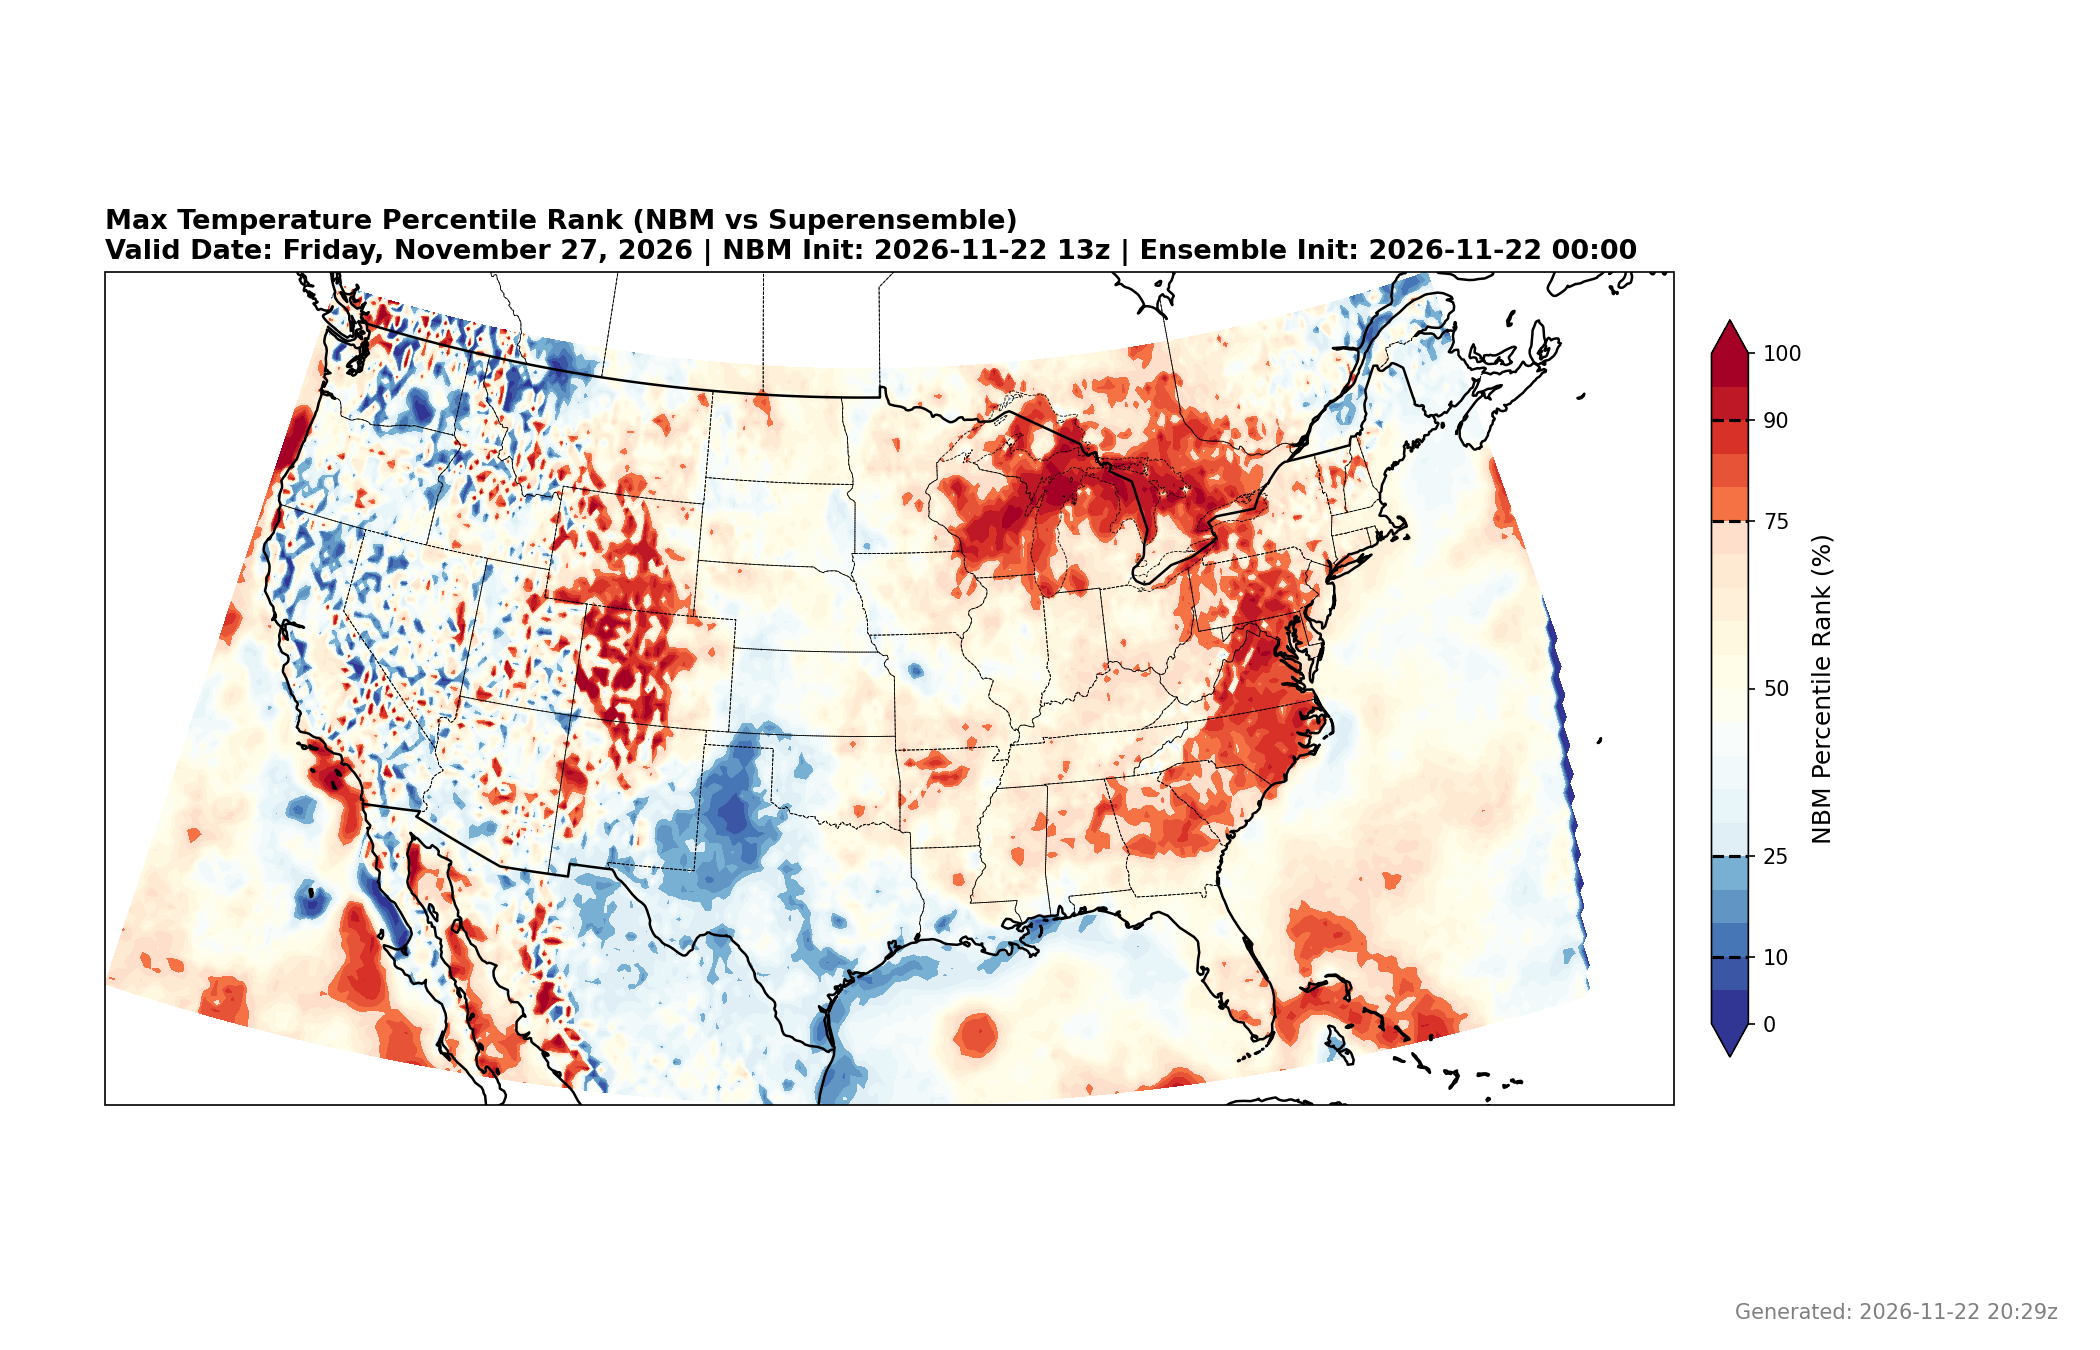 Max Temperature Percentile Rank (NBM vs Superensemble)
Valid Date: Friday, November 27, 2026 | NBM Init: 2026-11-22 13z | Ensemble Init: 2026-11-22 00:00
100
90
75
50
25
10
0
NBM Percentile Rank (%)
Generated: 2026-11-22 20:29z